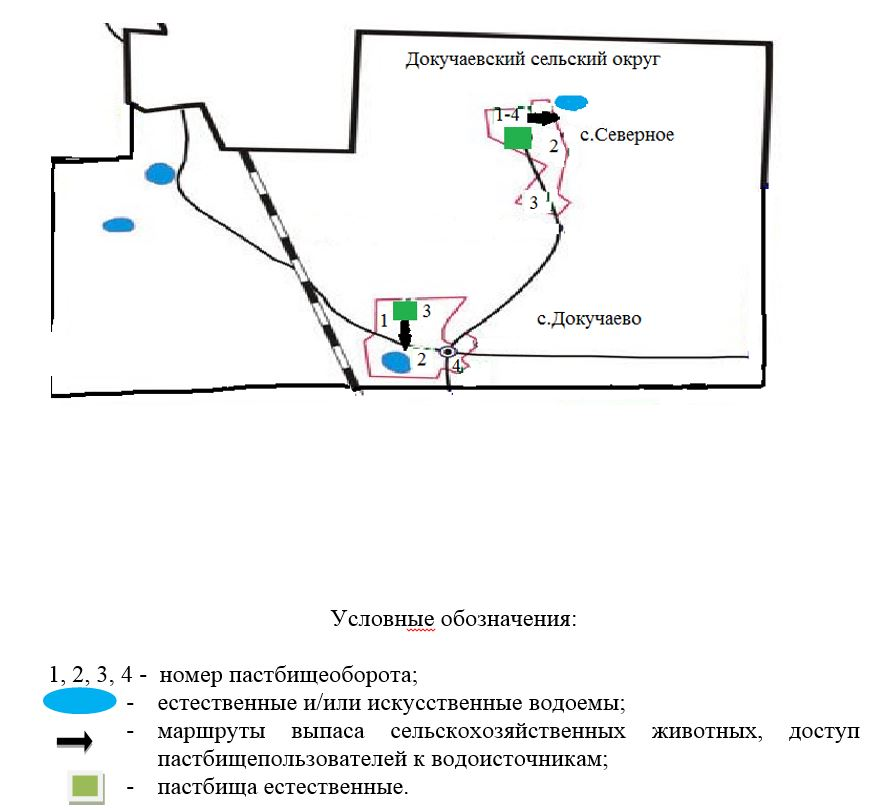 Докучаевский сельский округ
1-4
с.Северное
2
3
с.Докучаево
3
1
2
4
Условные обозначения:
1, 2, 3, 4 - номер пастбищеоборота;
- естественные и/или искусственные водоемы;
- маршруты выпаса сельскохозяйственных животных, доступ
пастбищепользователей к водоисточникам;
- пастбища естественные.